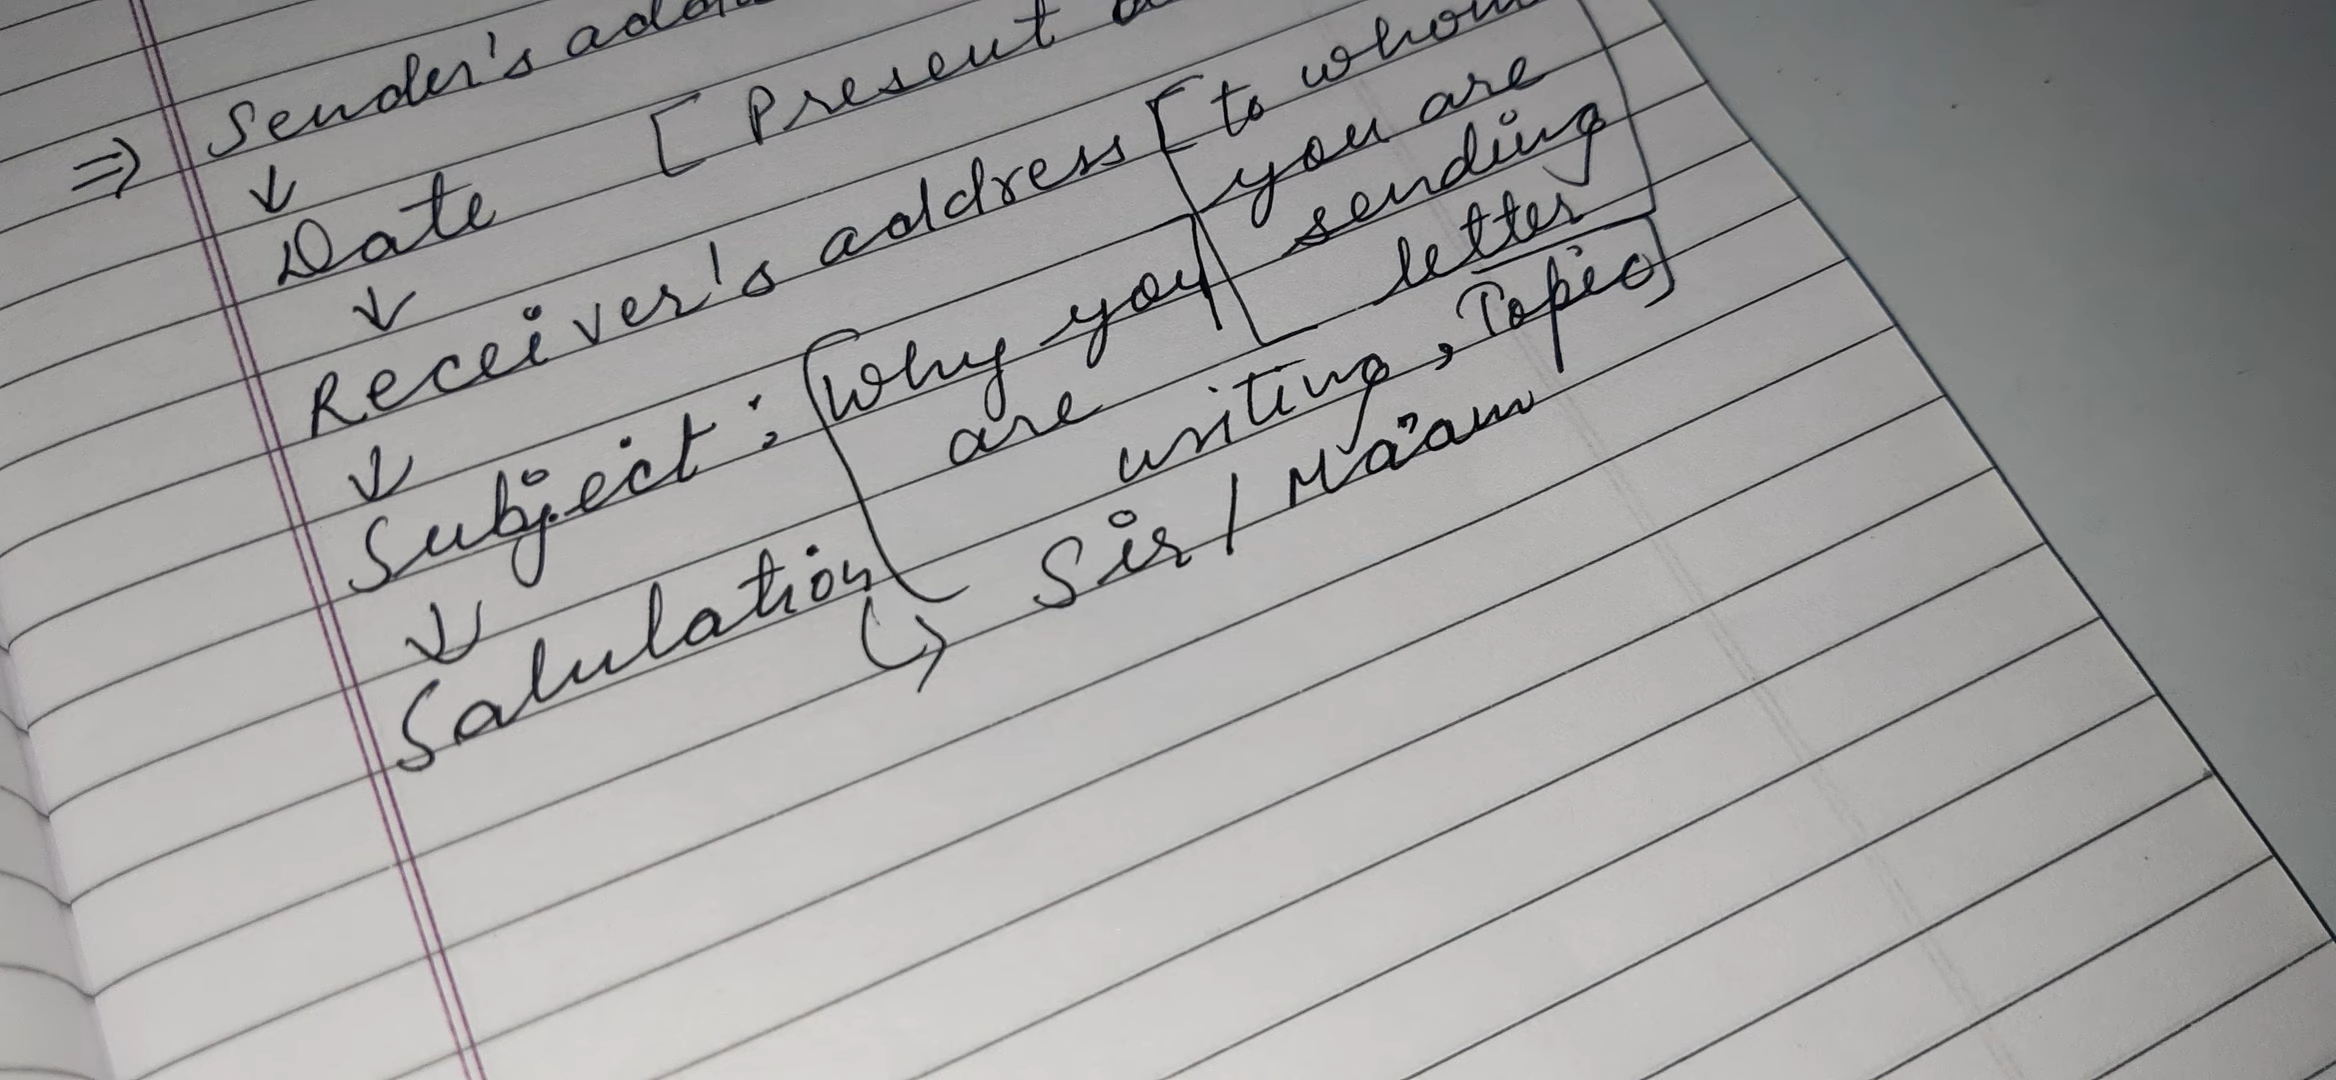 ⇒ Sender's
↓
Date [Present
↓
Receiver's address [to whom
you are
sending
letter
↓
Subject : [Why you
are
writing, Topic]
↓
Salutation
↳ Sir / Ma'am